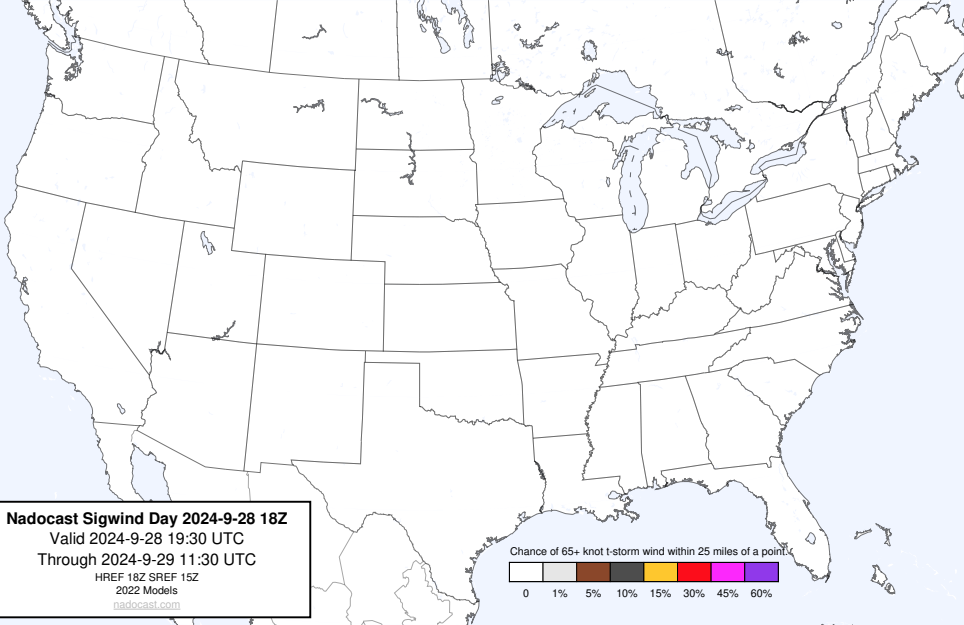 Nadocast Sigwind Day 2024-9-28 18Z
Valid 2024-9-28 19:30 UTC
Through 2024-9-29 11:30 UTC
HREF 18Z SREF 15Z
2022 Models
nadocast.com
Chance of 65+ knot t-storm wind within 25 miles of a point.
0 1% 5% 10% 15% 30% 45% 60%